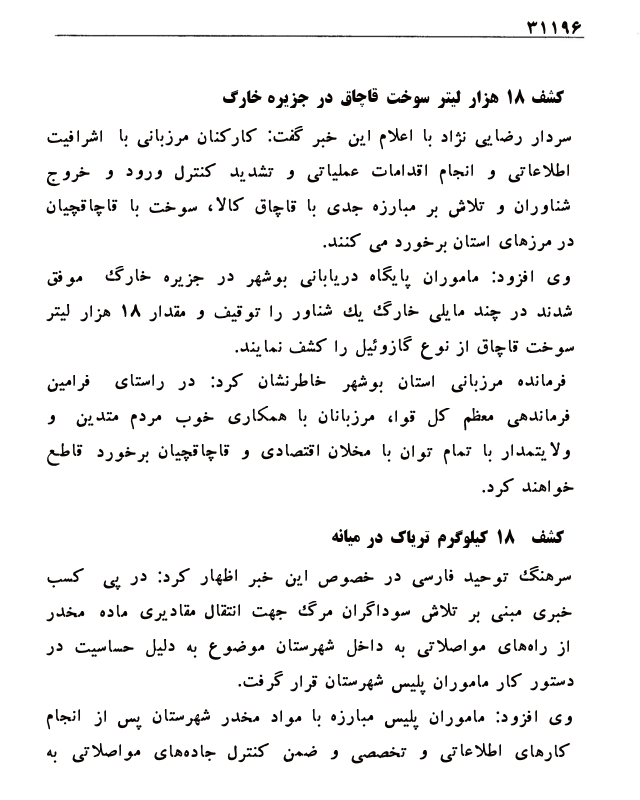 ۳۱۱۹۶
کشف ۱۸ هزار لیتر سوخت قاچاق در جزیره خارگ
سردار رضایی نژاد با اعلام این خبر گفت: کارکنان مرزبانی با اشرافیت
اطلاعاتی و انجام اقدامات عملیاتی و تشدید کنترل ورود و خروج
شناوران و تلاش بر مبارزه جدی با قاچاق کالا، سوخت با قاچاقچیان
در مرزهای استان برخورد می کنند.
وی افزود: ماموران پایگاه دریابانی بوشهر در جزیره خارگ موفق
شدند در چند مایلی خارگ یك شناور را توقیف و مقدار ۱۸ هزار لیتر
سوخت قاچاق از نوع گازوئیل را کشف نمایند.
فرمانده مرزبانی استان بوشهر خاطرنشان کرد: در راستای فرامین
فرماندهی معظم کل قوا، مرزبانان با همکاری خوب مردم متدین و
ولایتمدار با تمام توان با مخلان اقتصادی و قاچاقچیان برخورد قاطع
خواهند کرد.
کشف ۱۸ کیلوگرم تریاک در میانه
سرهنگ توحید فارسی در خصوص این خبر اظهار کرد: در پی کسب
خبری مبنی بر تلاش سوداگران مرگ جهت انتقال مقادیری ماده مخدر
از راه‌های مواصلاتی به داخل شهرستان موضوع به دلیل حساسیت در
دستور کار ماموران پلیس شهرستان قرار گرفت.
وی افزود: ماموران پلیس مبارزه با مواد مخدر شهرستان پس از انجام
کارهای اطلاعاتی و تخصصی و ضمن کنترل جاده‌های مواصلاتی به